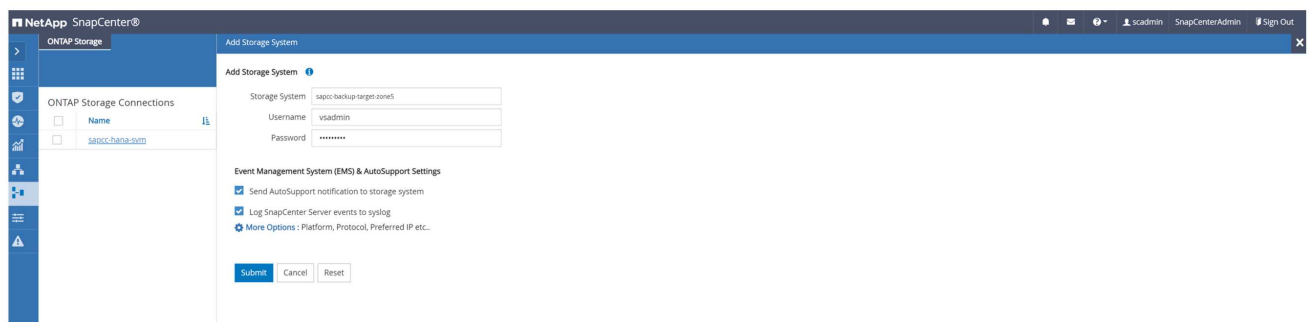 NetApp SnapCenter®
scadmin SnapCenterAdmin Sign Out
ONTAP Storage
Add Storage System
ONTAP Storage Connections
Name
sapcc-hana-svm
Add Storage System
Storage System sapcc-backup-target-zone5
Username vsadmin
Password •••••••••
Event Management System (EMS) & AutoSupport Settings
Send AutoSupport notification to storage system
Log SnapCenter Server events to syslog
More Options : Platform, Protocol, Preferred IP etc..
Submit Cancel Reset